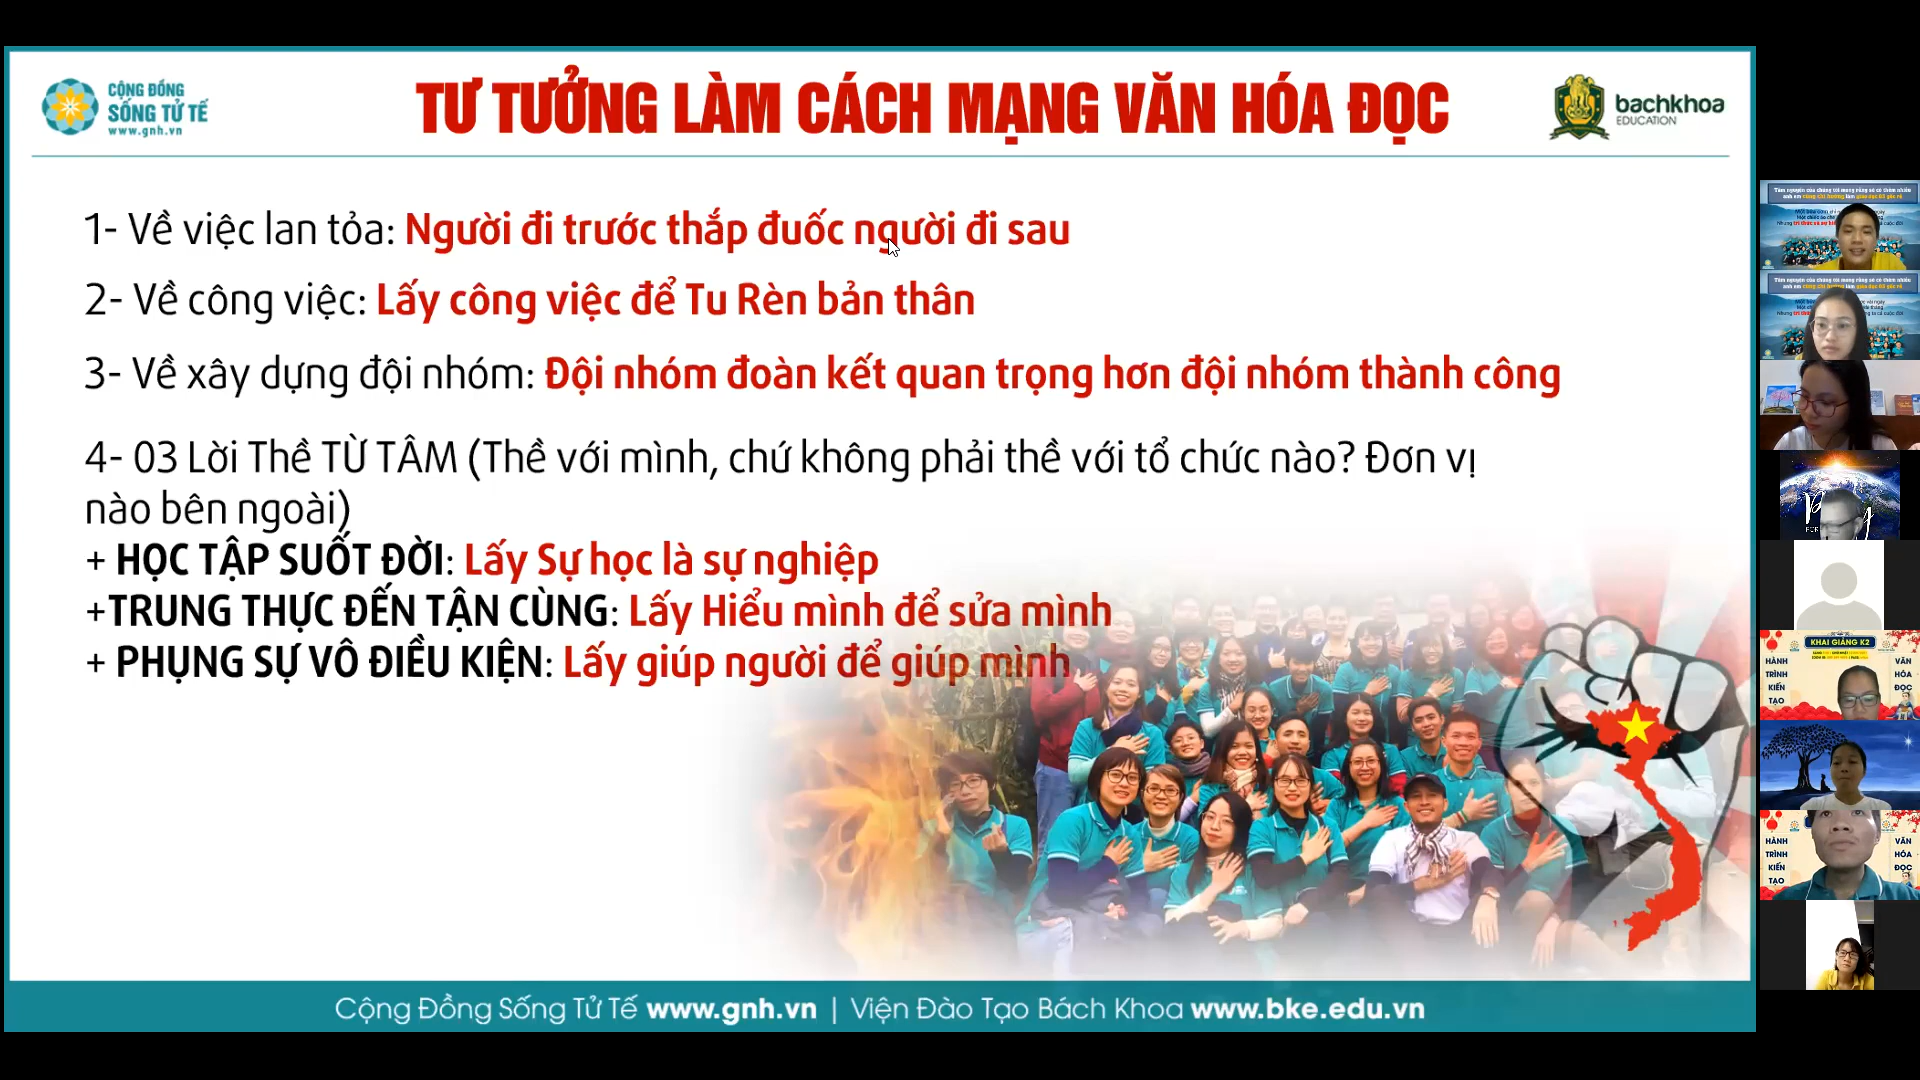 CỘNG ĐỒNG
SỐNG TỬ TẾ
www.gnh.vn
TƯ TƯỞNG LÀM CÁCH MẠNG VĂN HÓA ĐỌC
bachkhoa
EDUCATION
1- Về việc lan tỏa: Người đi trước thắp đuốc người đi sau
2- Về công việc: Lấy công việc để Tu Rèn bản thân
3- Về xây dựng đội nhóm: Đội nhóm đoàn kết quan trọng hơn đội nhóm thành công
4- 03 Lời Thề TỪ TÂM (Thề với mình, chứ không phải thề với tổ chức nào? Đơn vị
nào bên ngoài)
+ HỌC TẬP SUỐT ĐỜI: Lấy Sự học là sự nghiệp
+TRUNG THỰC ĐẾN TẬN CÙNG: Lấy Hiểu mình để sửa mình
+ PHỤNG SỰ VÔ ĐIỀU KIỆN: Lấy giúp người để giúp mình
Cộng Đồng Sống Tử Tế www.gnh.vn | Viện Đào Tạo Bách Khoa www.bke.edu.vn
KHAI GIẢNG K2
HÀNH
TRÌNH
KIẾN
TẠO
VĂN
HÓA
ĐỌC
HÀNH
TRÌNH
KIẾN
TẠO
VĂN
HÓA
ĐỌC